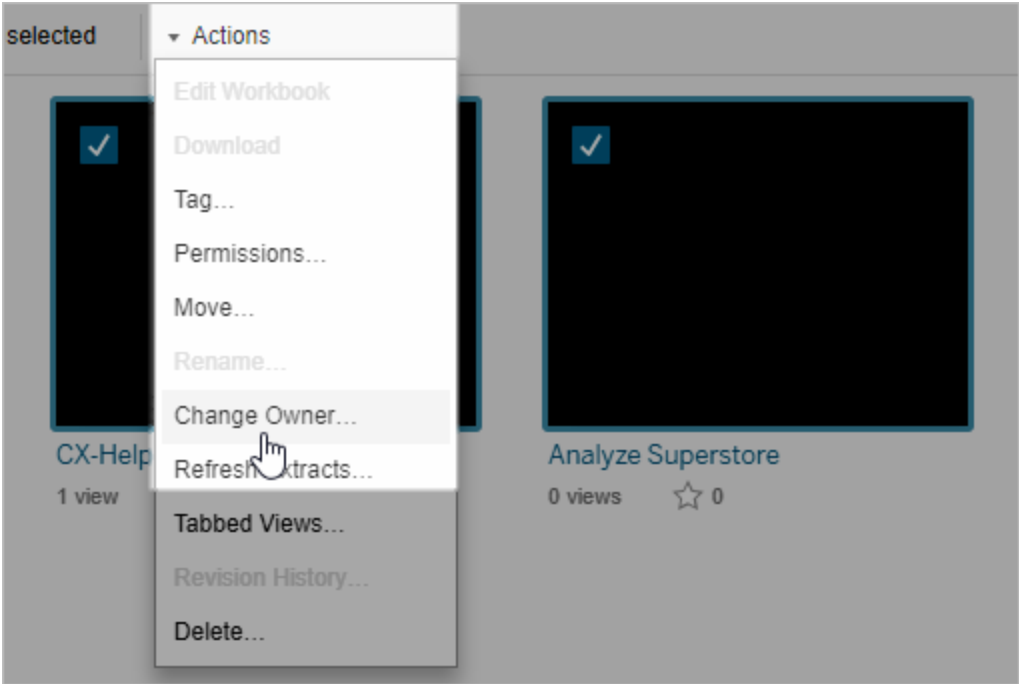 selected
Actions
Edit Workbook
Download
Tag...
Permissions...
Move...
Rename...
Change Owner...
Refresh
Tabbed Views...
Revision History...
Delete...
CX-Help
1 view
Analyze Superstore
0 views 0